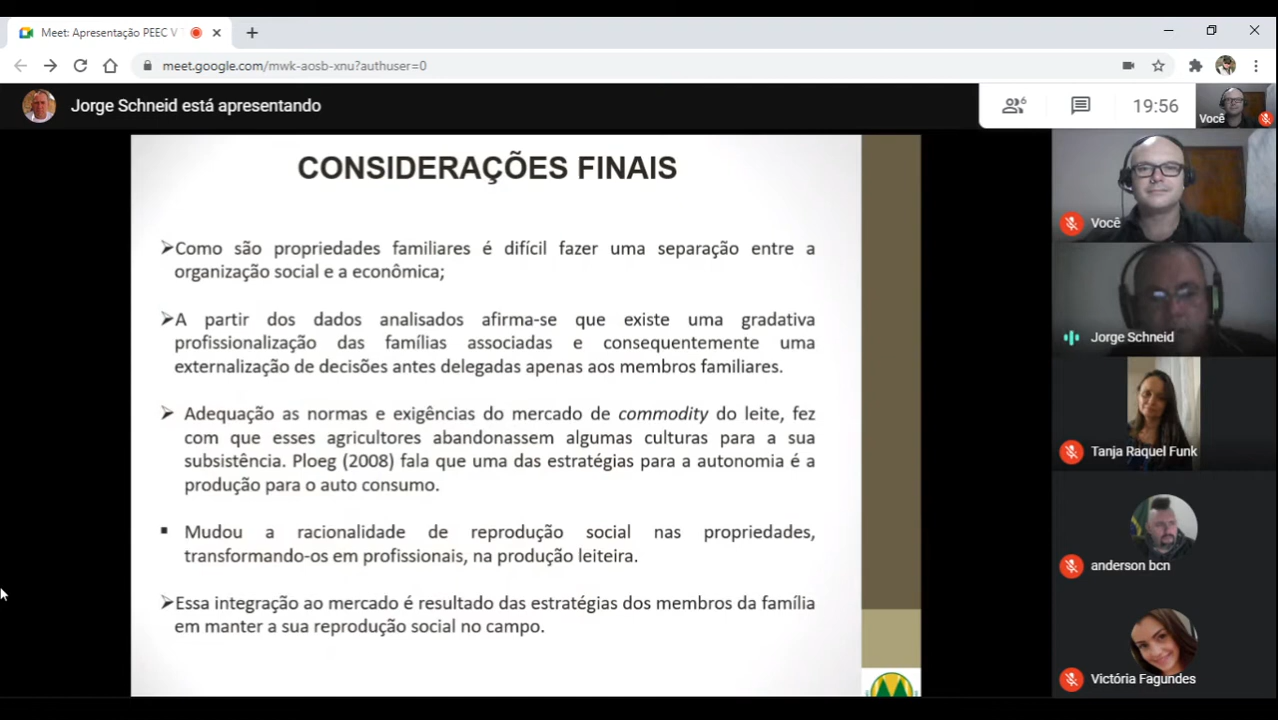 Meet: Apresentação PEEC V
meet.google.com/mwk-aosb-xnu?authuser=0
Jorge Schneid está apresentando
6
19:56
Você
CONSIDERAÇÕES FINAIS
➢Como são propriedades familiares é difícil fazer uma separação entre a
organização social e a econômica;
➢A partir dos dados analisados afirma-se que existe uma gradativa
profissionalização das famílias associadas e consequentemente uma
externalização de decisões antes delegadas apenas aos membros familiares.
➢ Adequação as normas e exigências do mercado de commodity do leite, fez
com que esses agricultores abandonassem algumas culturas para a sua
subsistência. Ploeg (2008) fala que uma das estratégias para a autonomia é a
produção para o auto consumo.
▪ Mudou a racionalidade de reprodução social nas propriedades,
transformando-os em profissionais, na produção leiteira.
➢Essa integração ao mercado é resultado das estratégias dos membros da família
em manter a sua reprodução social no campo.
Você
Jorge Schneid
Tanja Raquel Funk
anderson bcn
Victória Fagundes